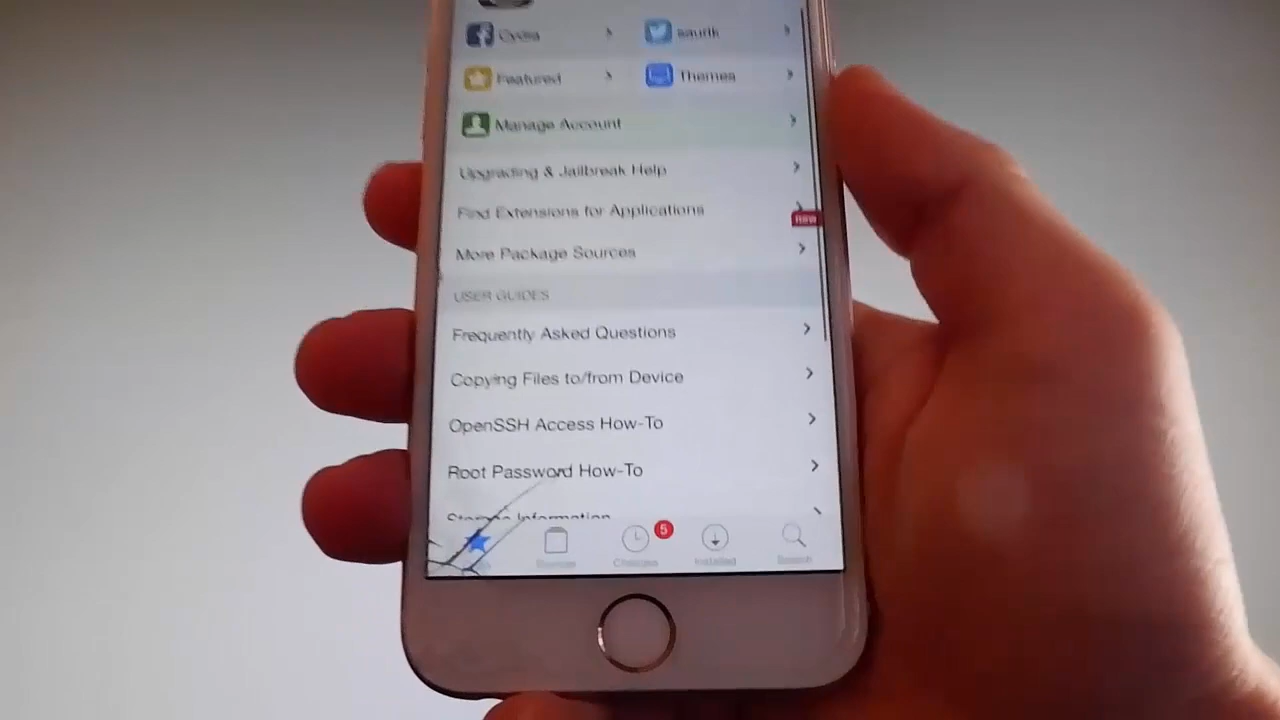 Cydia
saurik
Featured
Themes
Manage Account
Upgrading & Jailbreak Help
Find Extensions for Applications
new
More Package Sources
USER GUIDES
Frequently Asked Questions
Copying Files to/from Device
OpenSSH Access How-To
Root Password How-To
Storage Information
5
Sources
Changes
Installed
Search